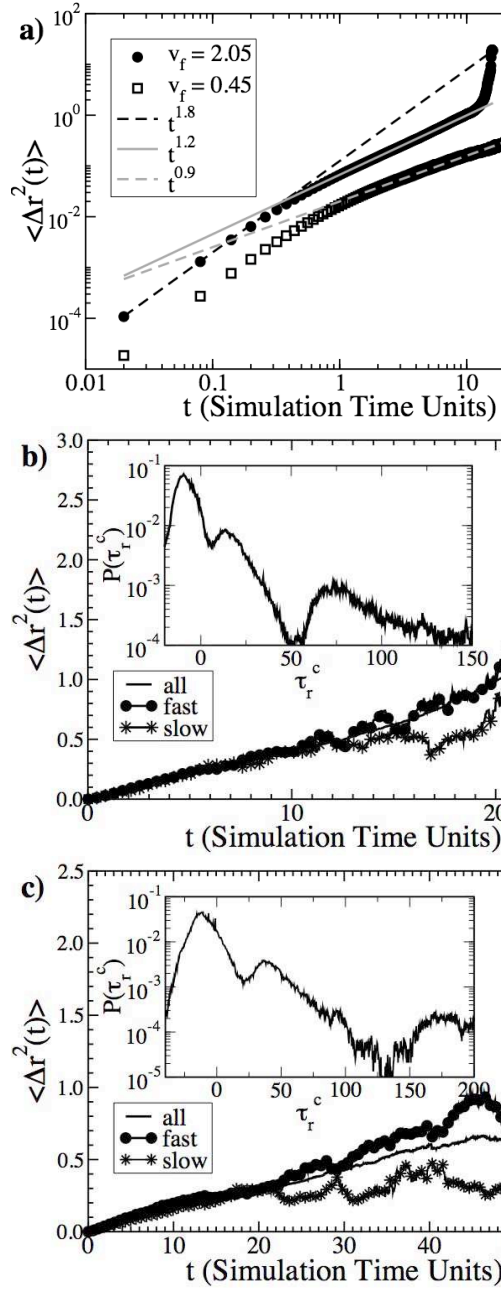 a)
10^2
10^0
10^-2
10^-4
<Δr^2(t)>
v_f = 2.05
v_f = 0.45
t^1.8
t^1.2
t^0.9
0.01 0.1 1 10
t (Simulation Time Units)
b)
3.0
2.5
2.0
1.5
1.0
0.5
0.0
<Δr^2(t)>
10^-1
10^-2
10^-3
10^-4
P(τ_r^c)
0 50 100 150
τ_r^c
all
fast
slow
0 10 20
t (Simulation Time Units)
c)
2.5
2.0
1.5
1.0
0.5
0.0
<Δr^2(t)>
10^-1
10^-2
10^-3
10^-4
10^-5
P(τ_r^c)
0 50 100 150 200
τ_r^c
all
fast
slow
0 10 20 30 40
t (Simulation Time Units)